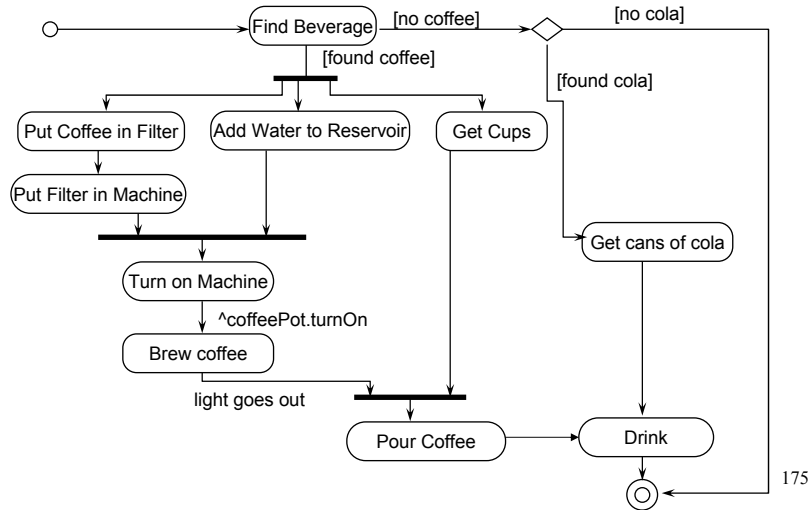 Find Beverage
[no coffee]
[no cola]
[found coffee]
[found cola]
Put Coffee in Filter
Add Water to Reservoir
Get Cups
Put Filter in Machine
Get cans of cola
Turn on Machine
^coffeePot.turnOn
Brew coffee
light goes out
Pour Coffee
Drink
175